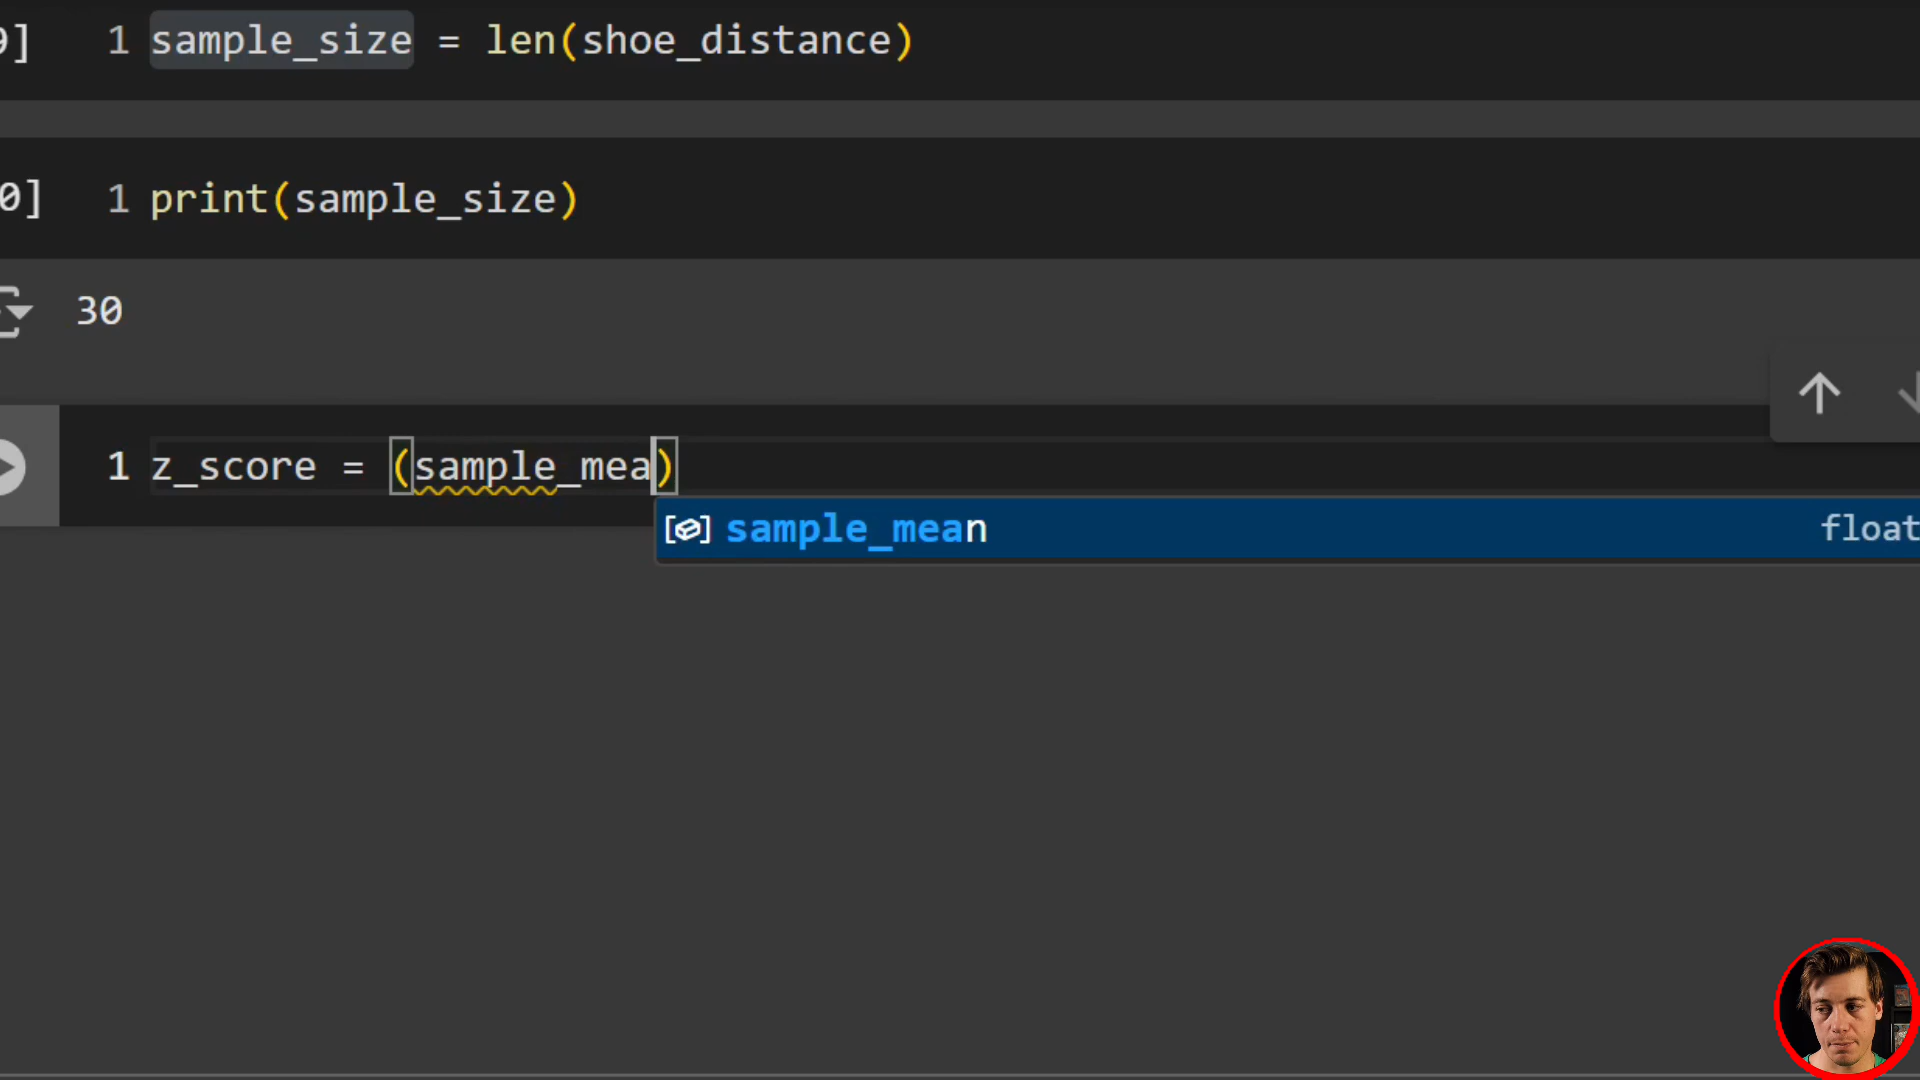 9] 1 sample_size = len(shoe_distance)
0] 1 print(sample_size)
30
1 z_score = (sample_mea)
sample_mean float